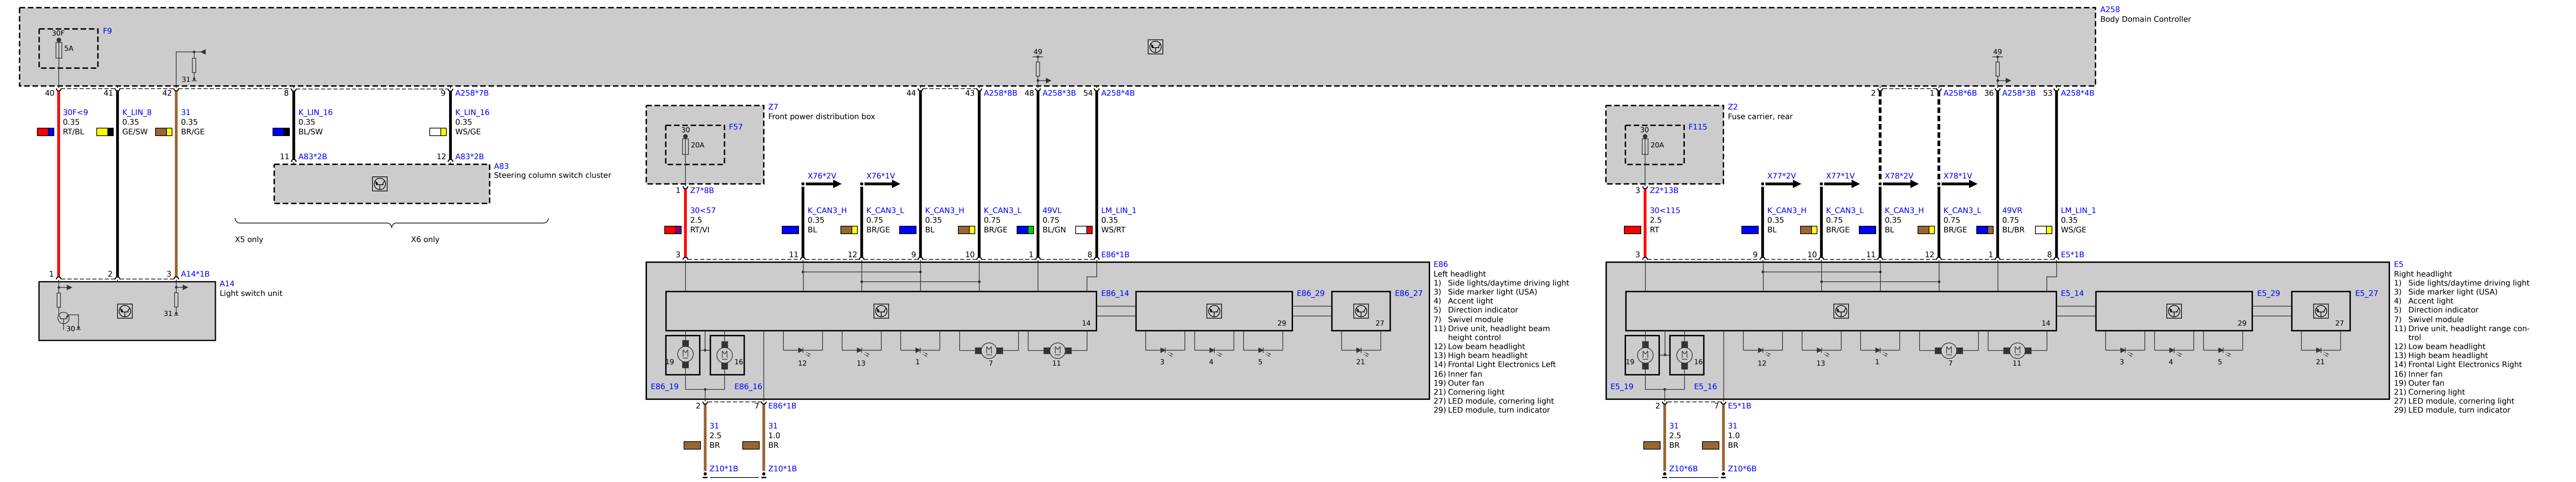 A258
Body Domain Controller
30F
F9
5A
31
49
49
40
41
42
8
9
A258*7B
44
43
A258*8B
48
A258*3B
54
A258*4B
2
1
A258*6B
36
A258*3B
53
A258*4B
30F<9
0.35
RT/BL
K_LIN_8
0.35
GE/SW
31
0.35
BR/GE
K_LIN_16
0.35
BL/SW
K_LIN_16
0.35
WS/GE
11
A83*2B
12
A83*2B
A83
Steering column switch cluster
X5 only
X6 only
1
2
3
A14*1B
A14
Light switch unit
30
31
Z7
Front power distribution box
30
F57
20A
1
Z7*8B
30<57
2.5
RT/VI
X76*2V
X76*1V
K_CAN3_H
0.35
BL
K_CAN3_L
0.75
BR/GE
K_CAN3_H
0.35
BL
K_CAN3_L
0.75
BR/GE
49VL
0.75
BL/GN
LM_LIN_1
0.35
WS/RT
3
11
12
9
10
1
8
E86*1B
E86
Left headlight
1) Side lights/daytime driving light
3) Side marker light (USA)
4) Accent light
5) Direction indicator
7) Swivel module
11) Drive unit, headlight beam
height control
12) Low beam headlight
13) High beam headlight
14) Frontal Light Electronics Left
16) Inner fan
19) Outer fan
21) Cornering light
27) LED module, cornering light
29) LED module, turn indicator
E86_14
14
E86_29
29
E86_27
27
M
19
M
16
12
13
1
M
7
M
11
3
4
5
21
E86_19
E86_16
2
7
E86*1B
31
2.5
BR
31
1.0
BR
Z10*1B
Z10*1B
Z2
Fuse carrier, rear
30
F115
20A
3
Z2*13B
30<115
2.5
RT
X77*2V
X77*1V
X78*2V
X78*1V
K_CAN3_H
0.35
BL
K_CAN3_L
0.75
BR/GE
K_CAN3_H
0.35
BL
K_CAN3_L
0.75
BR/GE
49VR
0.75
BL/BR
LM_LIN_1
0.35
WS/GE
3
9
10
11
12
1
8
E5*1B
E5
Right headlight
1) Side lights/daytime driving light
3) Side marker light (USA)
4) Accent light
5) Direction indicator
7) Swivel module
11) Drive unit, headlight range con-
trol
12) Low beam headlight
13) High beam headlight
14) Frontal Light Electronics Right
16) Inner fan
19) Outer fan
21) Cornering light
27) LED module, cornering light
29) LED module, turn indicator
E5_14
14
E5_29
29
E5_27
27
M
19
M
16
12
13
1
M
7
M
11
3
4
5
21
E5_19
E5_16
2
7
E5*1B
31
2.5
BR
31
1.0
BR
Z10*6B
Z10*6B